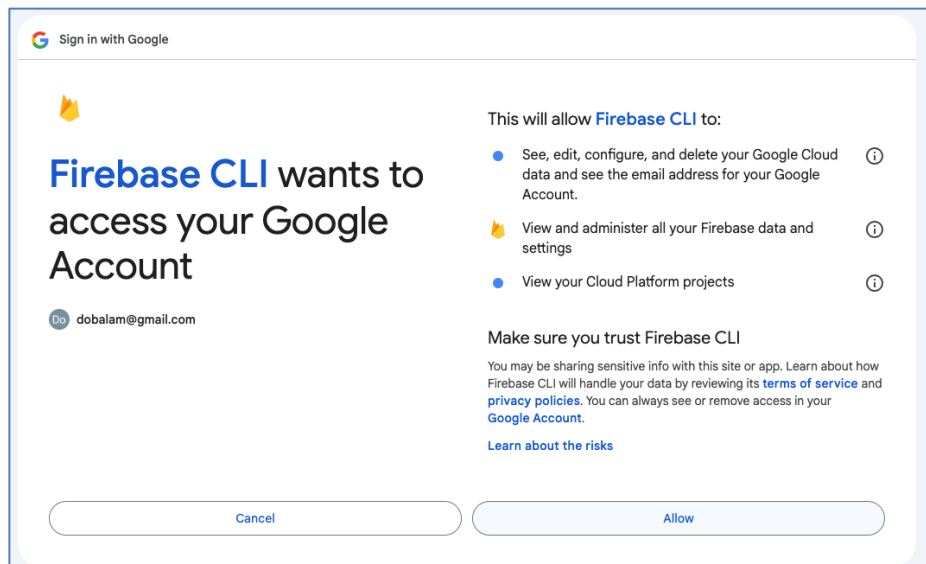 Sign in with Google
Firebase CLI wants to
access your Google
Account
Do dobalam@gmail.com
This will allow Firebase CLI to:
See, edit, configure, and delete your Google Cloud
data and see the email address for your Google
Account.
View and administer all your Firebase data and
settings
View your Cloud Platform projects
Make sure you trust Firebase CLI
You may be sharing sensitive info with this site or app. Learn about how
Firebase CLI will handle your data by reviewing its terms of service and
privacy policies. You can always see or remove access in your
Google Account.
Learn about the risks
Cancel
Allow